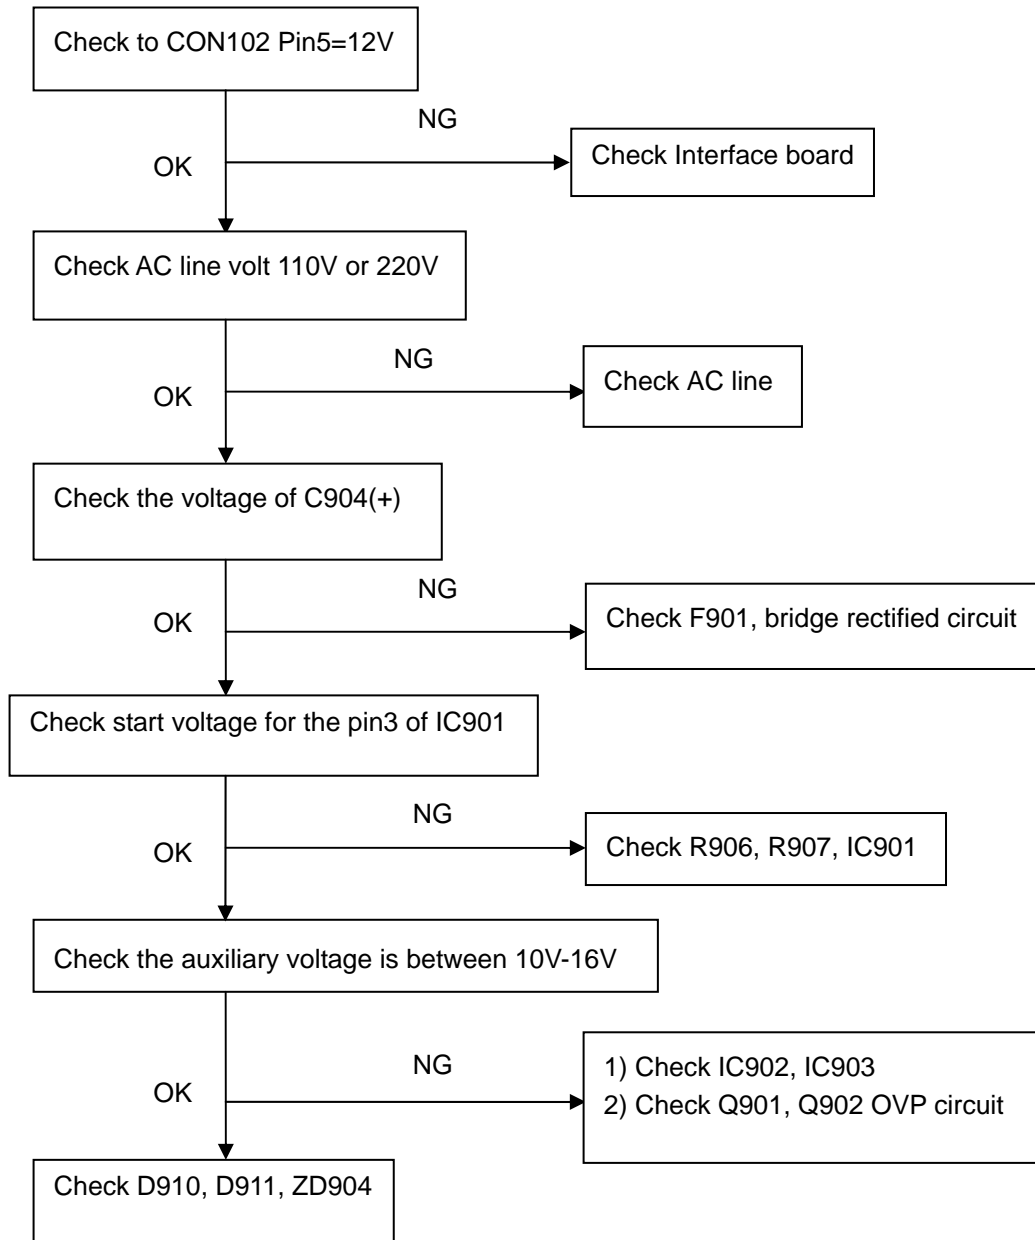 Check to CON102 Pin5=12V
NG
OK
Check Interface board
Check AC line volt 110V or 220V
NG
OK
Check AC line
Check the voltage of C904(+)
NG
OK
Check F901, bridge rectified circuit
Check start voltage for the pin3 of IC901
NG
OK
Check R906, R907, IC901
Check the auxiliary voltage is between 10V-16V
NG
OK
1) Check IC902, IC903
2) Check Q901, Q902 OVP circuit
Check D910, D911, ZD904